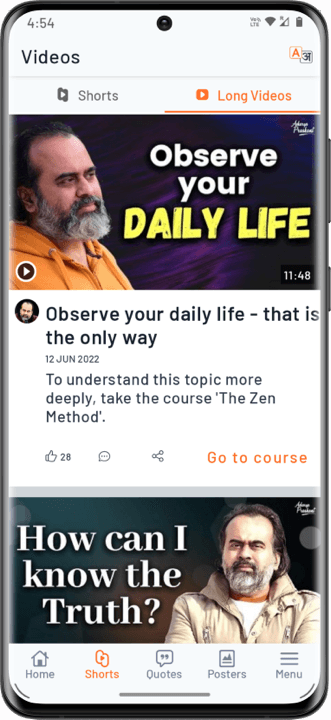 4:54
Videos
A अ
Shorts
Long Videos
Acharya
Prashant
Observe
your
DAILY LIFE
11:48
Observe your daily life - that is
the only way
12 JUN 2022
To understand this topic more
deeply, take the course 'The Zen
Method'.
28
Go to course
Acharya
Prashant
How can I
know the
Truth?
Home
Shorts
Quotes
Posters
Menu